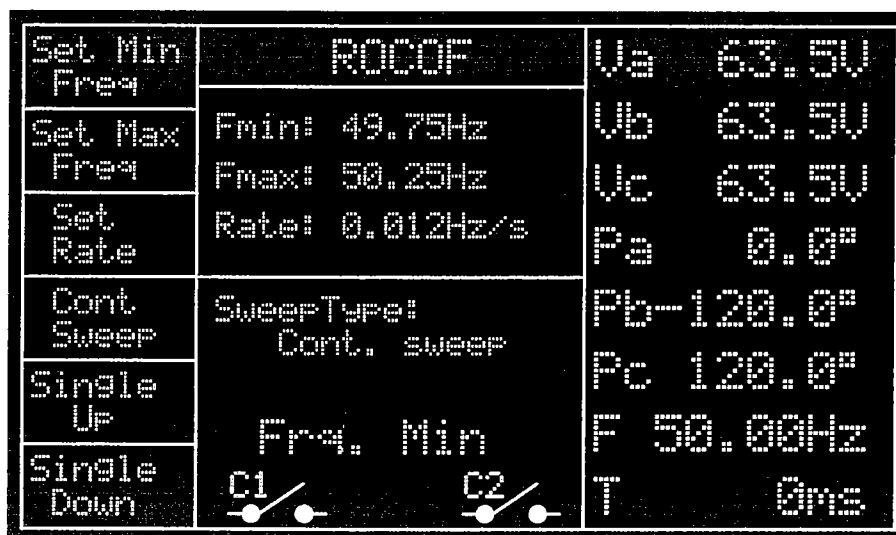 Set Min
Freq
Set Max
Freq
Set
Rate
Cont
Sweep
Single
Up
Single
Down
ROCOF
Fmin: 49.75Hz
Fmax: 50.25Hz
Rate: 0.012Hz/s
SweepType:
Cont. sweep
Frq. Min
C1 C2
Va 63.5V
Vb 63.5V
Vc 63.5V
Pa 0.0°
Pb-120.0°
Pc 120.0°
F 50.00Hz
T 0ms